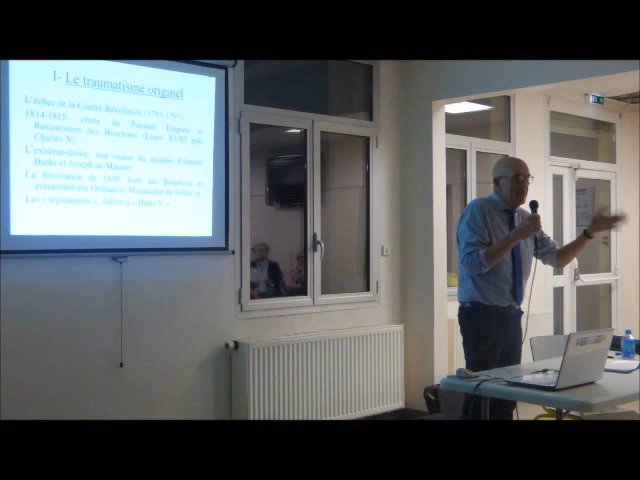 I- Le traumatisme originel
L'échec de la Contre-Révolution (1793-1797)
1814-1815 : chute du Premier Empire et
Restauration des Bourbons (Louis XVIII puis
Charles X)
L'extrême-droite, une vision du monde : Edmund
Burke et Joseph de Maistre
La Révolution de 1830 : fuite des Bourbons et
avènement des Orléans (« Monarchie de Juillet »)
Les « légitimistes », fidèles à « Henri V »